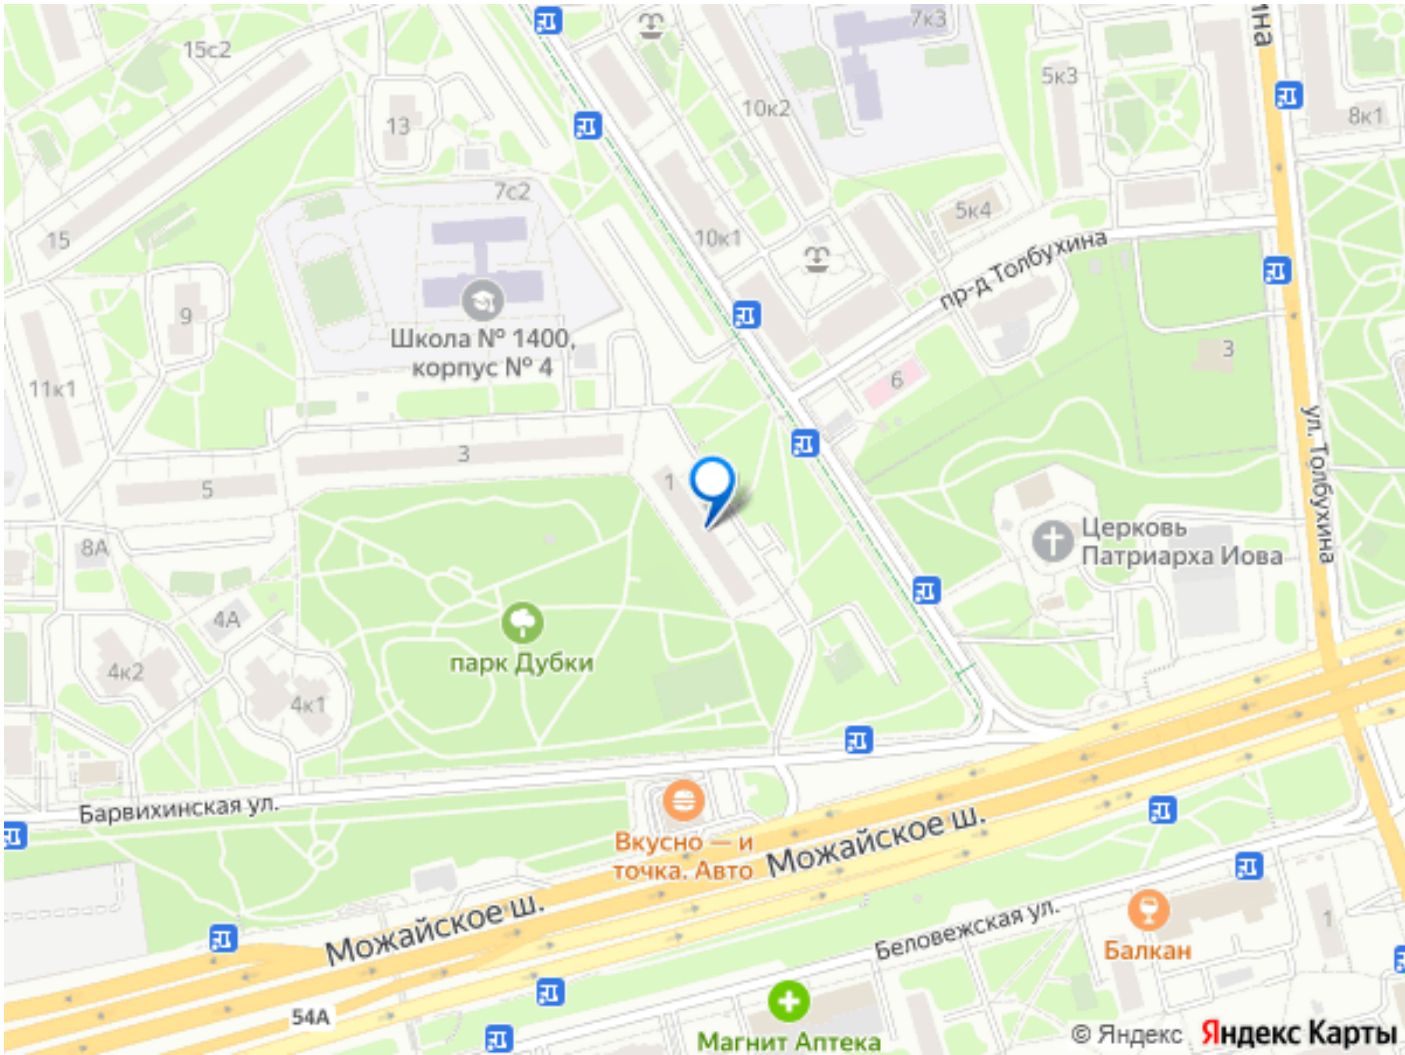 15с2
7к3
ина
13
10к2
5к3
8к1
7с2
15
10к1
5к4
пр-д Толбухина
9
Школа № 1400,
корпус № 4
3
11к1
6
3
5
1
ул. Толбухина
8А
Церковь
Патриарха Иова
4А
парк Дубки
4к2
4к1
Барвихинская ул.
Вкусно — и
точка. Авто
Можайское ш.
Можайское ш.
Беловежская ул.
1
Балкан
54А
Магнит Аптека
© Яндекс Яндекс Карты